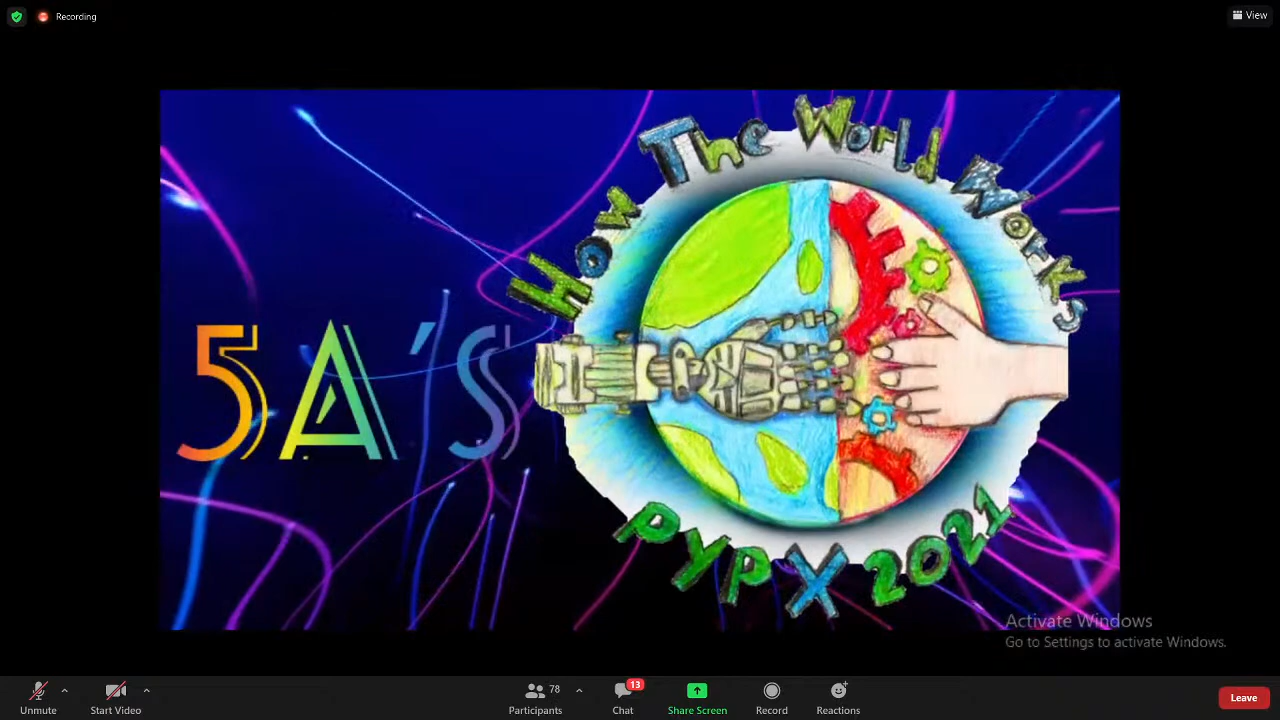 Recording
View
How The World Works
5A'S
PYPX 2021
Activate Windows
Go to Settings to activate Windows.
Unmute
Start Video
78
Participants
13
Chat
Share Screen
Record
Reactions
Leave